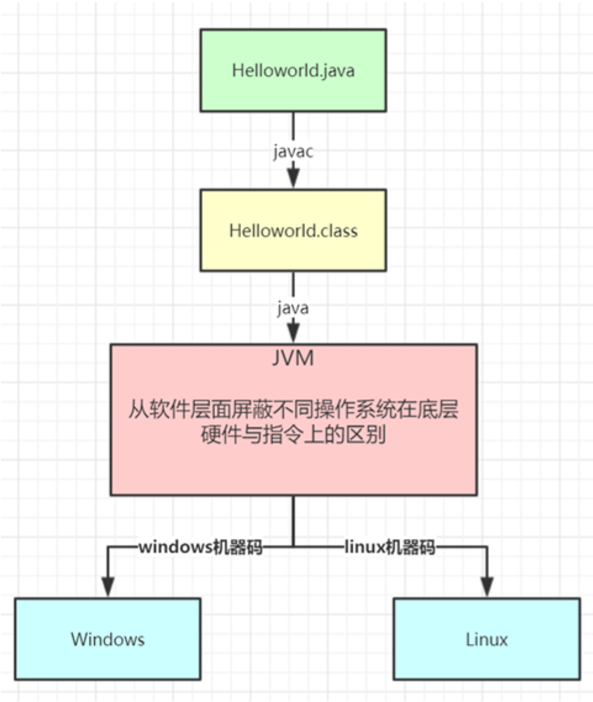 Helloworld.java
javac
Helloworld.class
java
JVM
从软件层面屏蔽不同操作系统在底层
硬件与指令上的区别
windows机器码
linux机器码
Windows
Linux